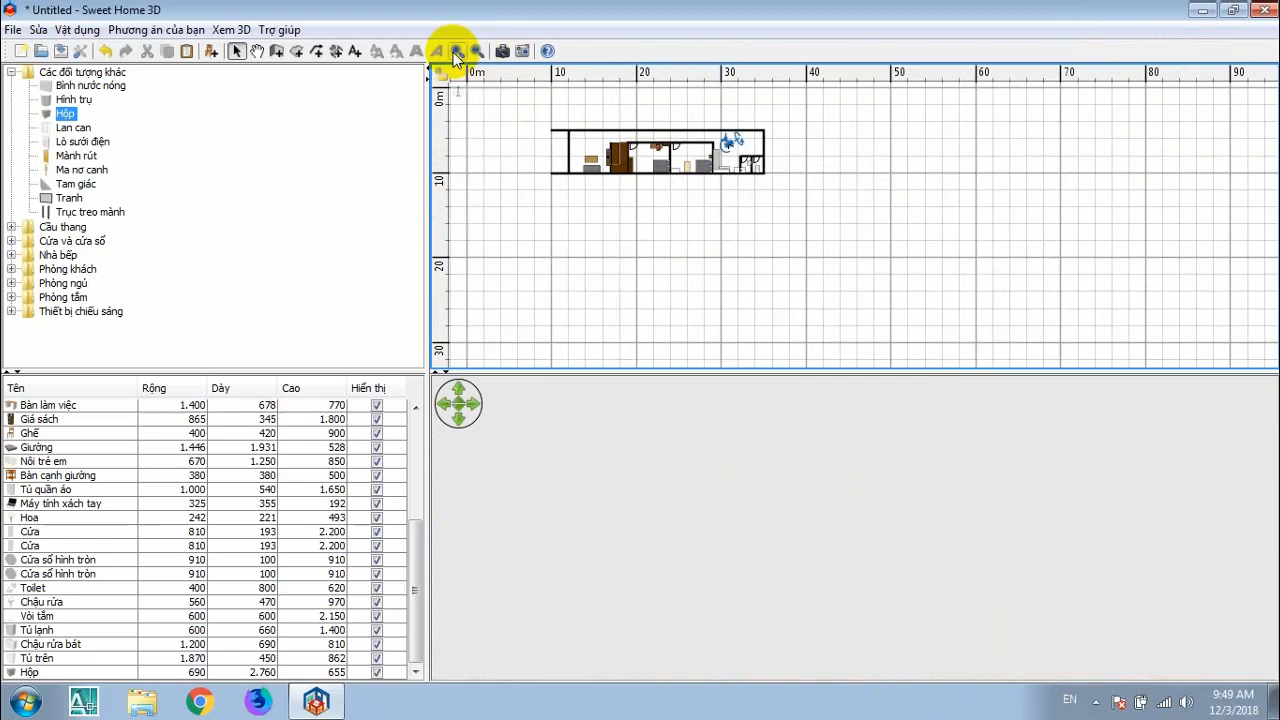 * Untitled - Sweet Home 3D
File Sửa Vật dụng Phương án của bạn Xem 3D Trợ giúp
Các đối tượng khác
Bình nước nóng
Hình trụ
Hộp
Lan can
Lò sưởi điện
Mành rút
Ma nơ canh
Tam giác
Tranh
Trục treo mành
Cầu thang
Cửa và cửa sổ
Nhà bếp
Phòng khách
Phòng ngủ
Phòng tắm
Thiết bị chiếu sáng
0m 10 20 30 40 50 60 70 80 90
0m
10
20
30
Tên Rộng Dày Cao Hiển thị
Bàn làm việc 1.400 678 770
Giá sách 865 345 1.800
Ghế 400 420 900
Giường 1.446 1.931 528
Nôi trẻ em 670 1.250 850
Bàn cạnh giường 380 380 500
Tủ quần áo 1.000 540 1.650
Máy tính xách tay 325 355 192
Hoa 242 221 493
Cửa 810 193 2.200
Cửa 810 193 2.200
Cửa sổ hình tròn 910 100 910
Cửa sổ hình tròn 910 100 910
Toilet 400 800 620
Chậu rửa 560 470 970
Vòi tắm 600 600 2.150
Tủ lạnh 600 660 1.400
Chậu rửa bát 1.200 690 810
Tủ trên 1.870 450 862
Hộp 690 2.760 655
EN
9:49 AM
12/3/2018